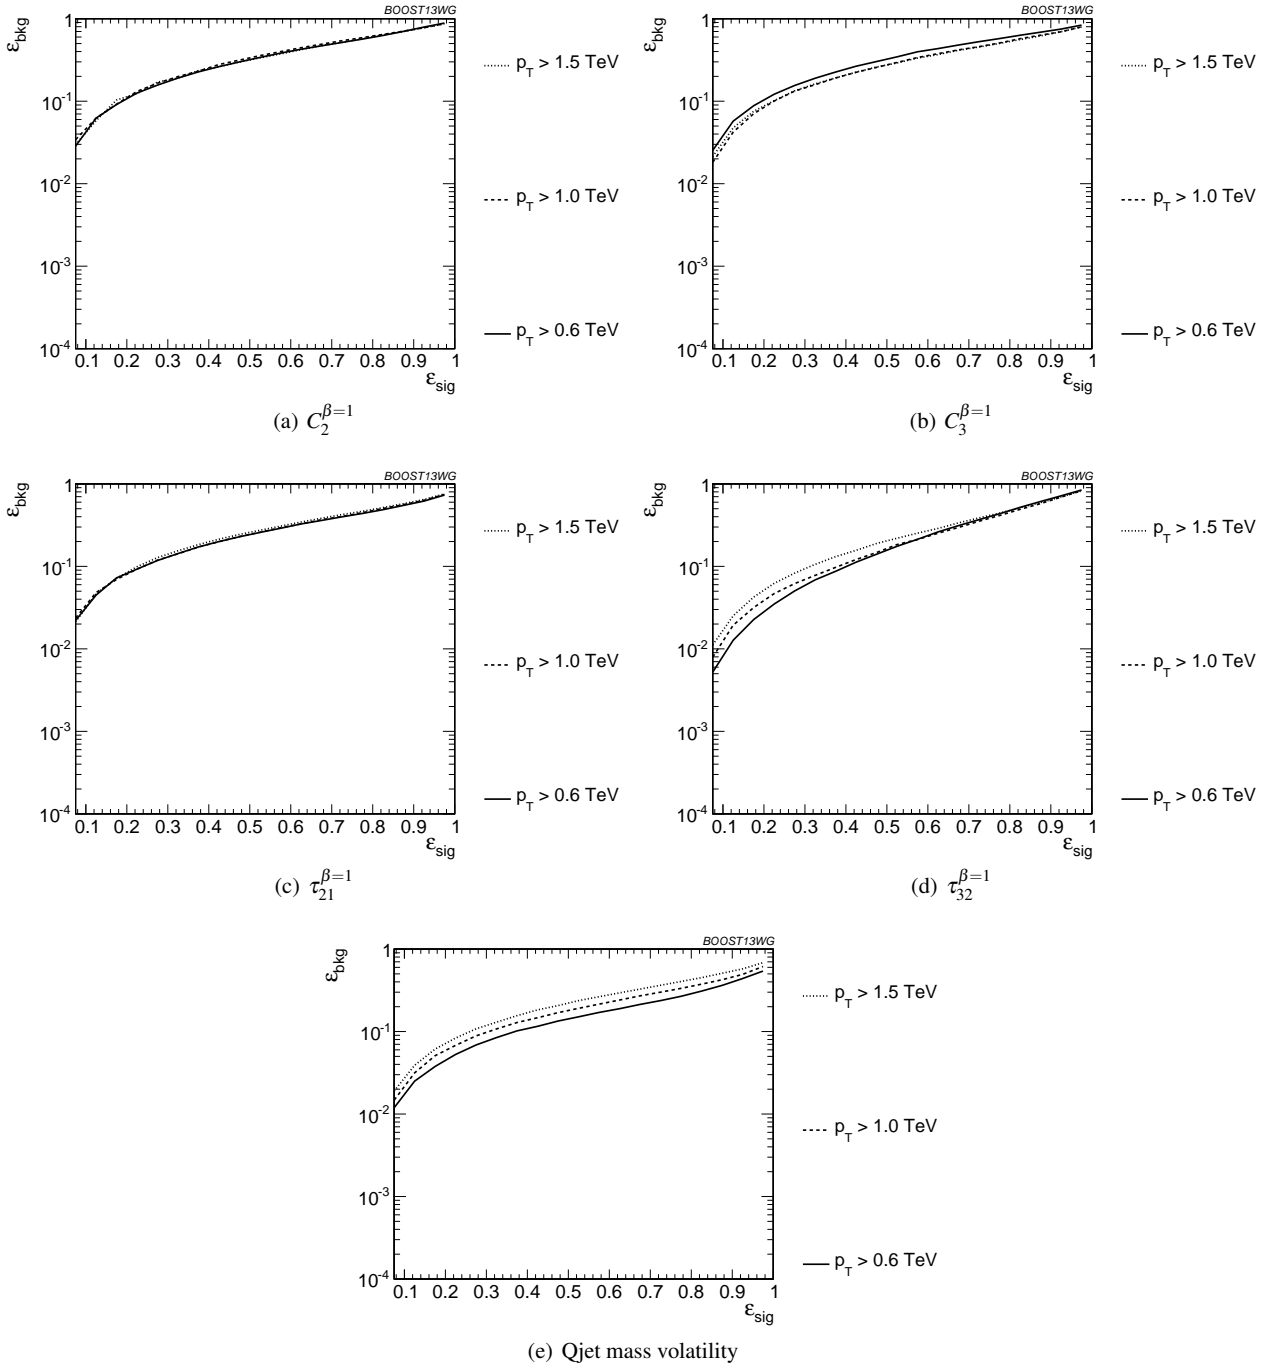 BOOST13WG
ε_bkg
1
10^-1
10^-2
10^-3
10^-4
0.1 0.2 0.3 0.4 0.5 0.6 0.7 0.8 0.9 1
ε_sig
p_T > 1.5 TeV
p_T > 1.0 TeV
p_T > 0.6 TeV
(a) C_2^{β=1}
BOOST13WG
ε_bkg
1
10^-1
10^-2
10^-3
10^-4
0.1 0.2 0.3 0.4 0.5 0.6 0.7 0.8 0.9 1
ε_sig
p_T > 1.5 TeV
p_T > 1.0 TeV
p_T > 0.6 TeV
(b) C_3^{β=1}
BOOST13WG
ε_bkg
1
10^-1
10^-2
10^-3
10^-4
0.1 0.2 0.3 0.4 0.5 0.6 0.7 0.8 0.9 1
ε_sig
p_T > 1.5 TeV
p_T > 1.0 TeV
p_T > 0.6 TeV
(c) τ_{21}^{β=1}
BOOST13WG
ε_bkg
1
10^-1
10^-2
10^-3
10^-4
0.1 0.2 0.3 0.4 0.5 0.6 0.7 0.8 0.9 1
ε_sig
p_T > 1.5 TeV
p_T > 1.0 TeV
p_T > 0.6 TeV
(d) τ_{32}^{β=1}
BOOST13WG
ε_bkg
1
10^-1
10^-2
10^-3
10^-4
0.1 0.2 0.3 0.4 0.5 0.6 0.7 0.8 0.9 1
ε_sig
p_T > 1.5 TeV
p_T > 1.0 TeV
p_T > 0.6 TeV
(e) Qjet mass volatility